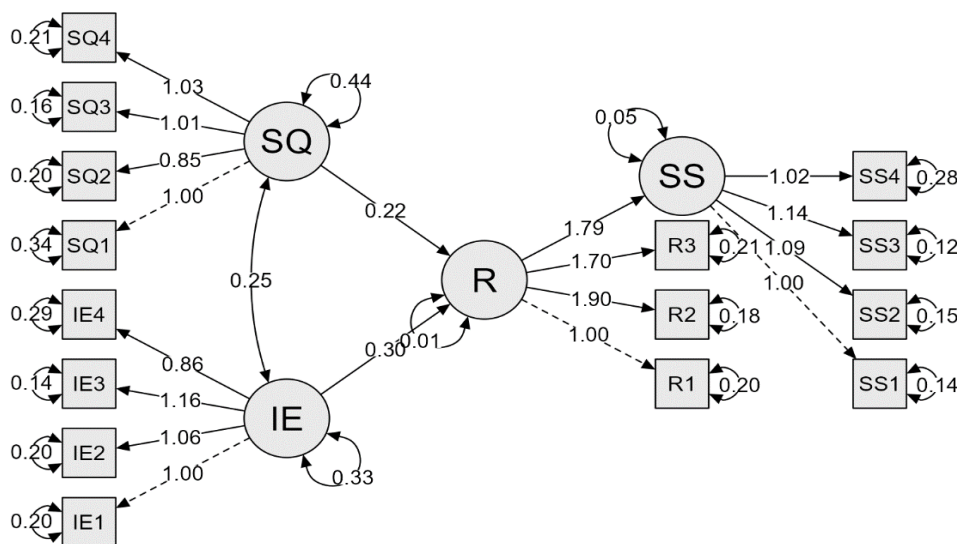 0.21 SQ4
1.03
0.44
0.16 SQ3
1.01
SQ
0.05
0.20 SQ2
0.85
SS
1.02
SS4 0.28
1.00
0.22
1.79
1.14
0.34 SQ1
R3 0.21
1.09
SS3 0.12
0.25
R
1.70
1.00
0.29 IE4
1.90
R2 0.18
SS2 0.15
0.86
0.30
0.01
1.00
0.14 IE3
1.16
R1 0.20
SS1 0.14
IE
0.20 IE2
1.06
1.00
0.33
0.20 IE1